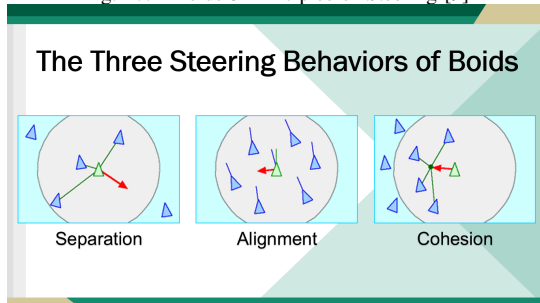 The Three Steering Behaviors of Boids
Separation
Alignment
Cohesion